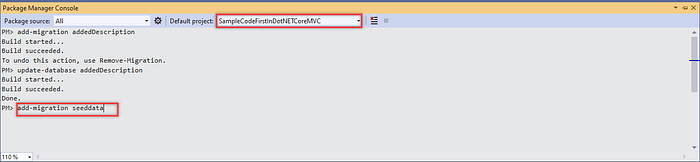 Package Manager Console
Package source: All Default project: SampleCodeFirstInDotNETCoreMVC
PM> add-migration addedDescription
Build started...
Build succeeded.
To undo this action, use Remove-Migration.
PM> update-database addedDescription
Build started...
Build succeeded.
Done.
PM> add-migration seeddata
110 %